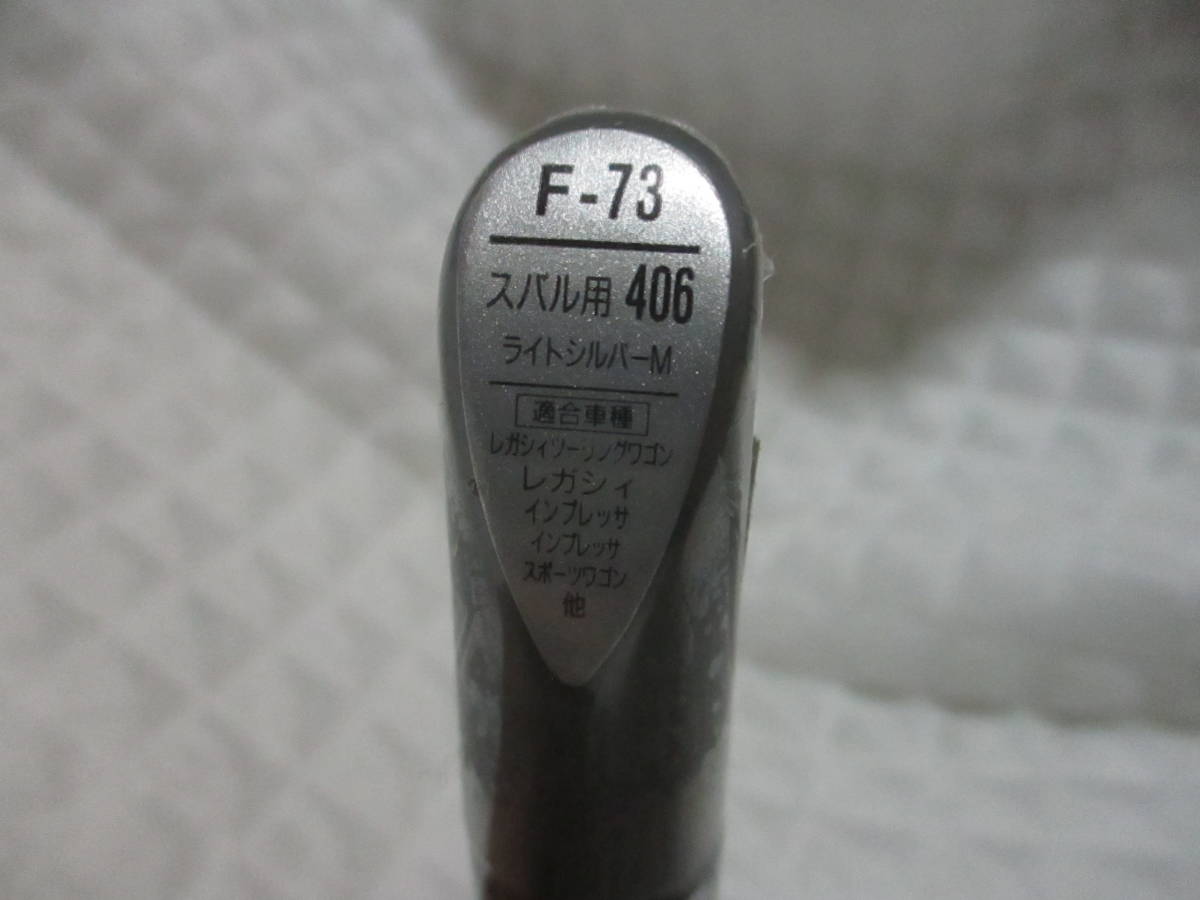 F-73
スバル用 406
ライトシルバーM
適合車種
レガシィツーリングワゴン
レガシィ
インプレッサ
インプレッサ
スポーツワゴン
他